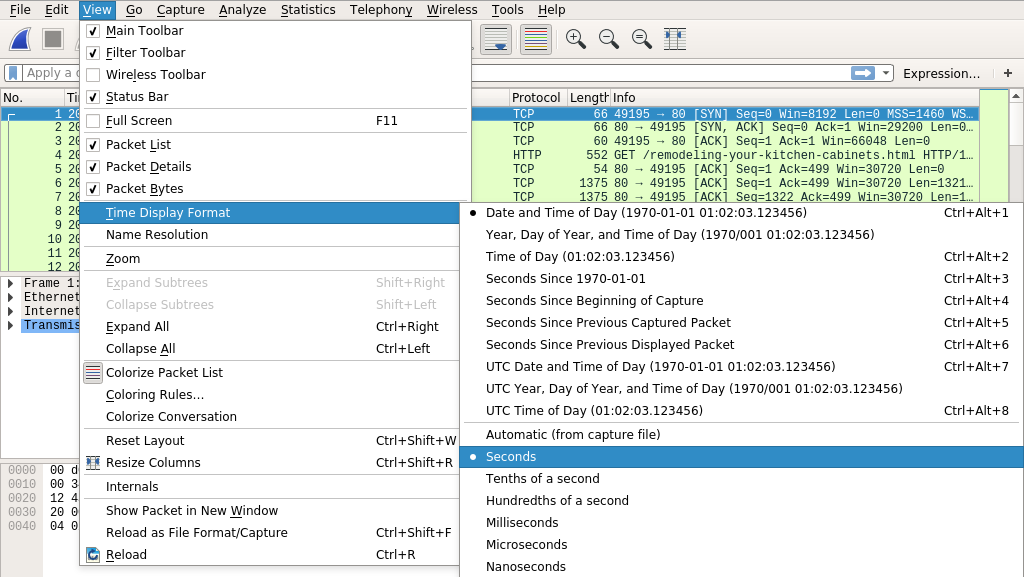 File Edit View Go Capture Analyze Statistics Telephony Wireless Tools Help
Apply a Expression… +
No. Protocol Length Info
1 20 TCP 66 49195 → 80 [SYN] Seq=0 Win=8192 Len=0 MSS=1460 WS…
2 20 TCP 66 80 → 49195 [SYN, ACK] Seq=0 Ack=1 Win=29200 Len=0…
3 20 TCP 60 49195 → 80 [ACK] Seq=1 Ack=1 Win=66048 Len=0
4 20 HTTP 552 GET /remodeling-your-kitchen-cabinets.html HTTP/1…
5 20 TCP 54 80 → 49195 [ACK] Seq=1 Ack=499 Win=30720 Len=0
6 20 TCP 1375 80 → 49195 [ACK] Seq=1 Ack=499 Win=30720 Len=1321…
7 20 TCP 1375 80 → 49195 [ACK] Seq=1322 Ack=499 Win=30720 Len=1…
8 20
9 20
10 20
11 20
12 20
Frame 1:
Ethernet
Internet
Transmis
0000 00 d
0010 00 3
0020 12 4
0030 20 0
0040 04 0
Main Toolbar
Filter Toolbar
Wireless Toolbar
Status Bar
Full Screen F11
Packet List
Packet Details
Packet Bytes
Time Display Format
Name Resolution
Zoom
Expand Subtrees Shift+Right
Collapse Subtrees Shift+Left
Expand All Ctrl+Right
Collapse All Ctrl+Left
Colorize Packet List
Coloring Rules…
Colorize Conversation
Reset Layout Ctrl+Shift+W
Resize Columns Ctrl+Shift+R
Internals
Show Packet in New Window
Reload as File Format/Capture Ctrl+Shift+F
Reload Ctrl+R
Date and Time of Day (1970-01-01 01:02:03.123456) Ctrl+Alt+1
Year, Day of Year, and Time of Day (1970/001 01:02:03.123456)
Time of Day (01:02:03.123456) Ctrl+Alt+2
Seconds Since 1970-01-01 Ctrl+Alt+3
Seconds Since Beginning of Capture Ctrl+Alt+4
Seconds Since Previous Captured Packet Ctrl+Alt+5
Seconds Since Previous Displayed Packet Ctrl+Alt+6
UTC Date and Time of Day (1970-01-01 01:02:03.123456) Ctrl+Alt+7
UTC Year, Day of Year, and Time of Day (1970/001 01:02:03.123456)
UTC Time of Day (01:02:03.123456) Ctrl+Alt+8
Automatic (from capture file)
Seconds
Tenths of a second
Hundredths of a second
Milliseconds
Microseconds
Nanoseconds